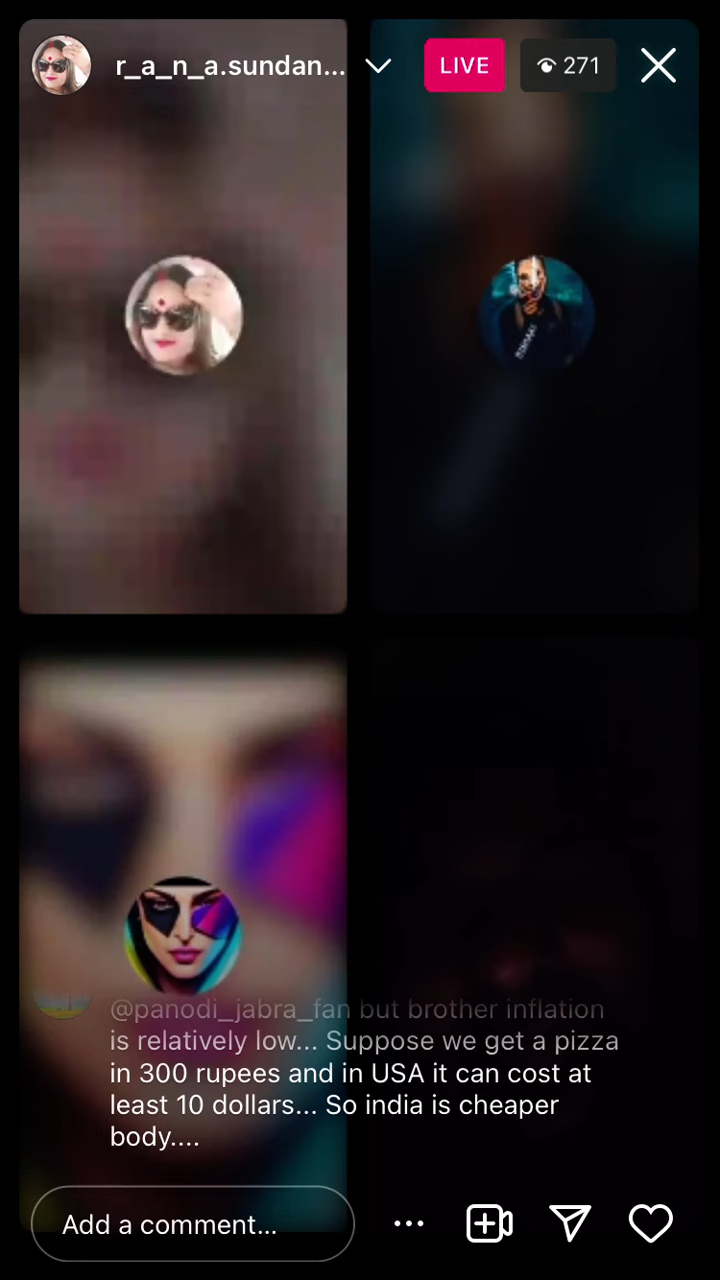 r_a_n_a.sundan...
LIVE
271
@panodi_jabra_fan but brother inflation
is relatively low... Suppose we get a pizza
in 300 rupees and in USA it can cost at
least 10 dollars... So india is cheaper
body....
Add a comment...